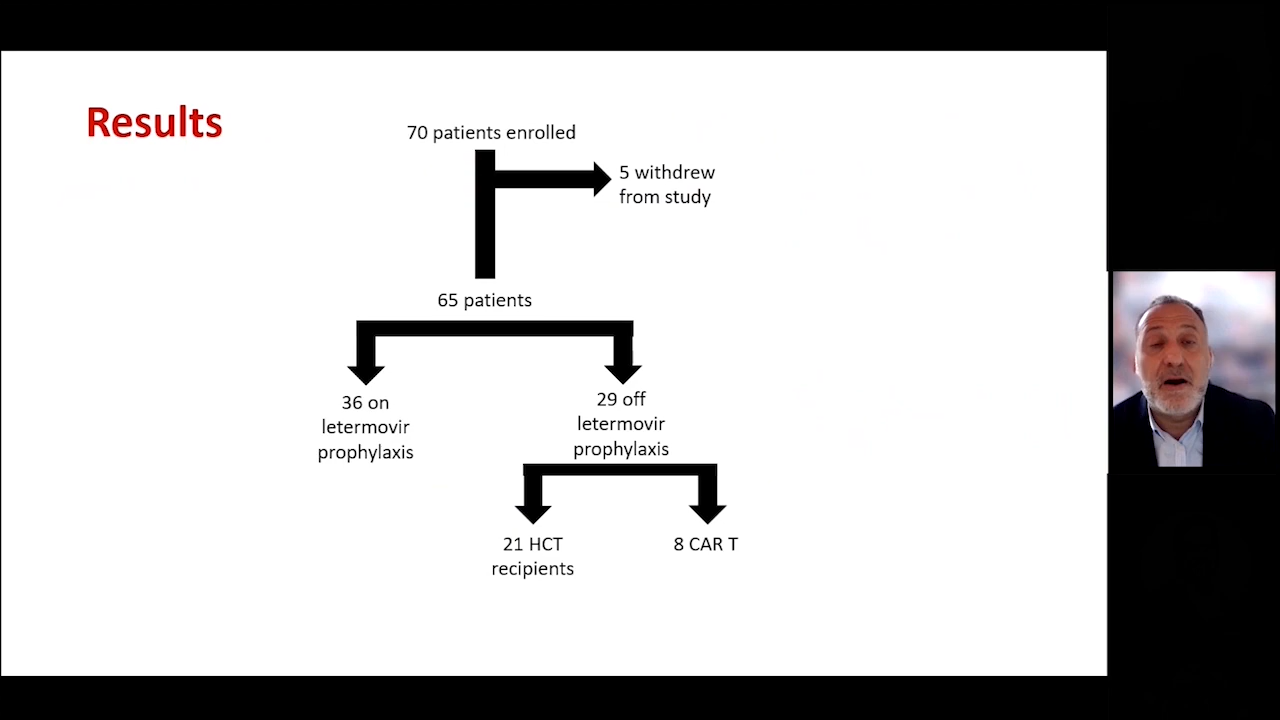 Results
70 patients enrolled
5 withdrew
from study
65 patients
36 on
letermovir
prophylaxis
29 off
letermovir
prophylaxis
21 HCT
recipients
8 CAR T